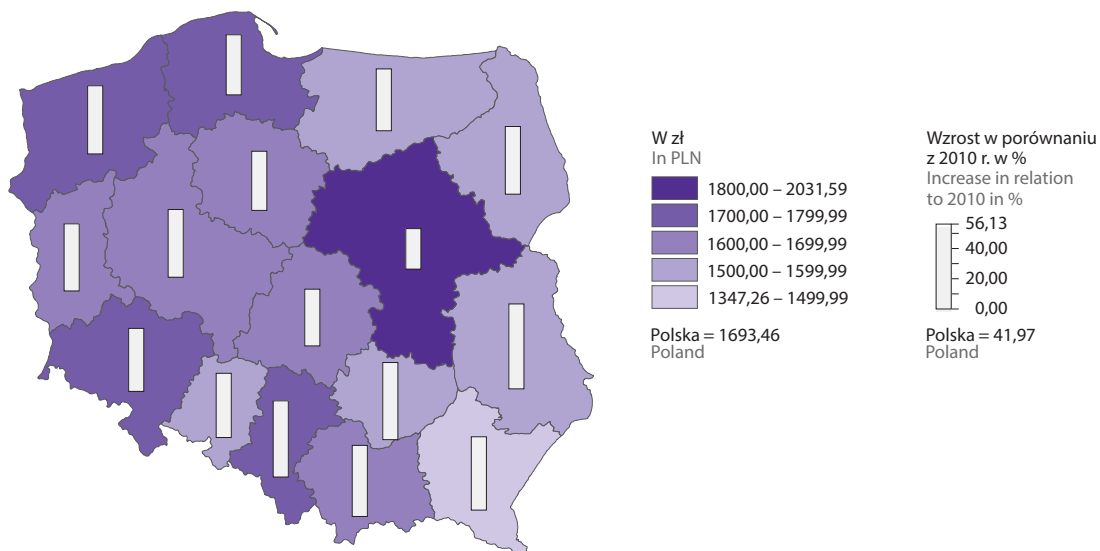 W zł
In PLN
1800,00 – 2031,59
1700,00 – 1799,99
1600,00 – 1699,99
1500,00 – 1599,99
1347,26 – 1499,99
Polska = 1693,46
Poland
Wzrost w porównaniu
z 2010 r. w %
Increase in relation
to 2010 in %
56,13
40,00
20,00
0,00
Polska = 41,97
Poland